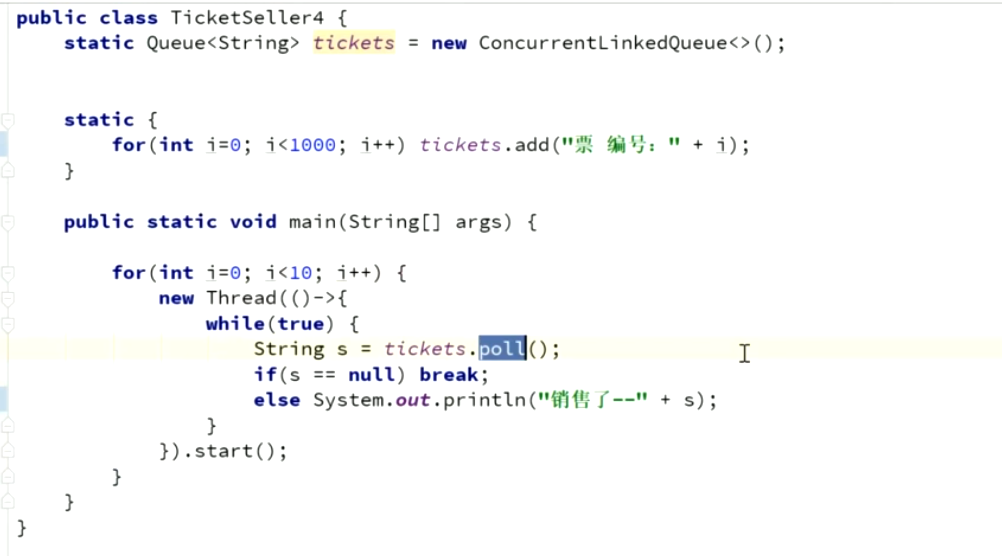 public class TicketSeller4 {
static Queue<String> tickets = new ConcurrentLinkedQueue<>();
static {
for(int i=0; i<1000; i++) tickets.add("票 编号：" + i);
}
public static void main(String[] args) {
for(int i=0; i<10; i++) {
new Thread(()->{
while(true) {
String s = tickets.poll();
if(s == null) break;
else System.out.println("销售了--" + s);
}
}).start();
}
}
}